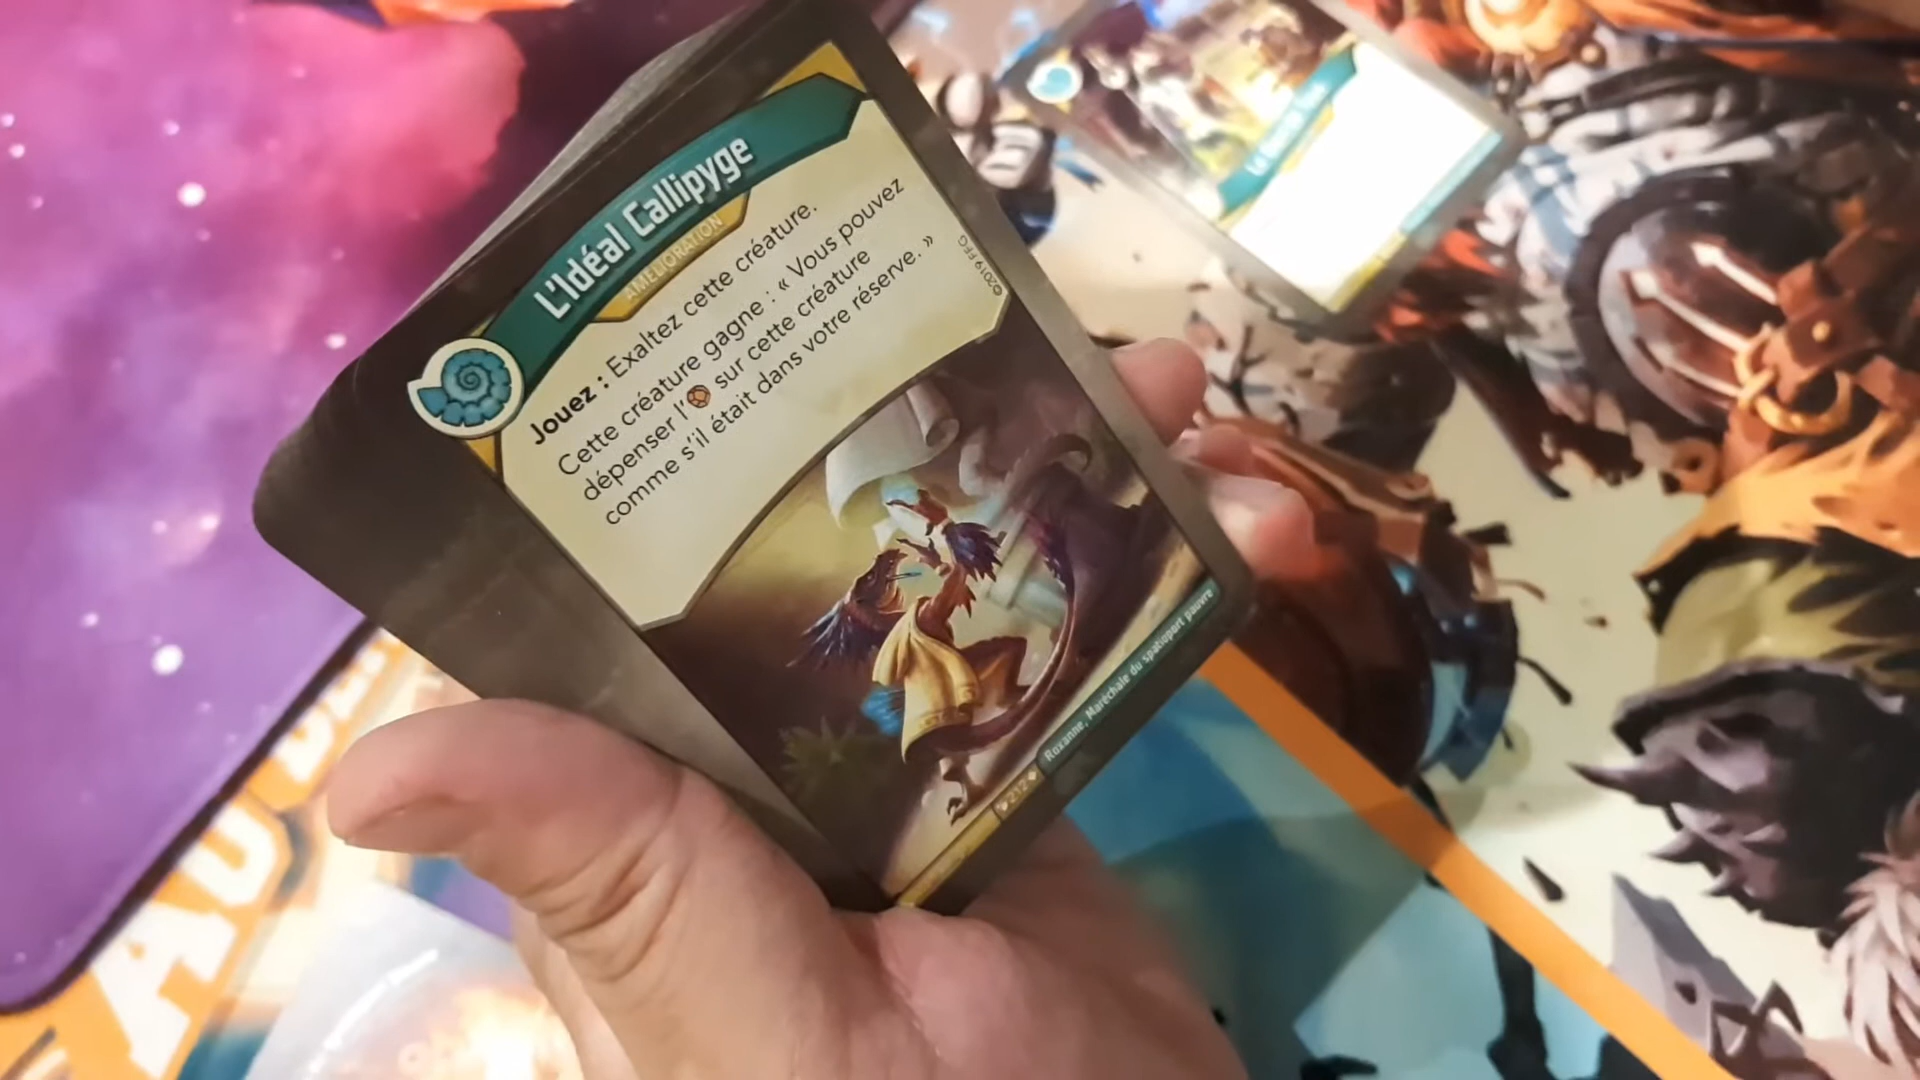 L'Idéal Callipyge
AMÉLIORATION
Jouez : Exaltez cette créature.
Cette créature gagne : « Vous pouvez
dépenser l' sur cette créature
comme s'il était dans votre réserve. »
©2019 FFG
Roxanne, Maréchale du spatioport pauvre
212